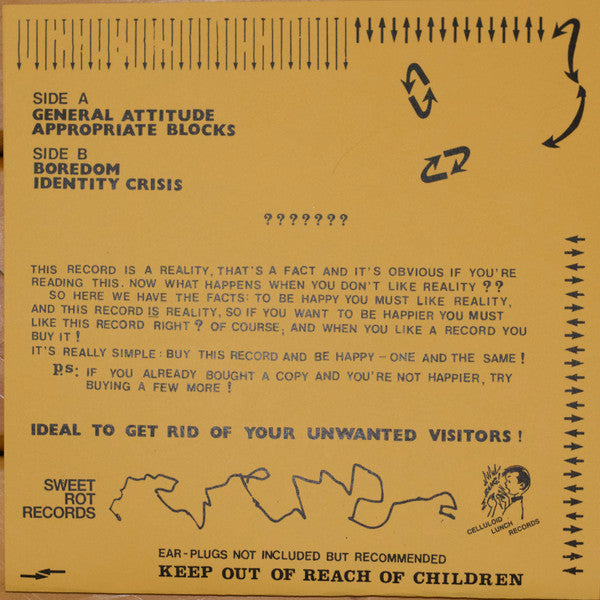 SIDE A
GENERAL ATTITUDE
APPROPRIATE BLOCKS
SIDE B
BOREDOM
IDENTITY CRISIS
???????
THIS RECORD IS A REALITY, THAT'S A FACT AND IT'S OBVIOUS IF YOU'RE
READING THIS. NOW WHAT HAPPENS WHEN YOU DON'T LIKE REALITY ??
SO HERE WE HAVE THE FACTS: TO BE HAPPY YOU MUST LIKE REALITY,
AND THIS RECORD IS REALITY, SO IF YOU WANT TO BE HAPPIER YOU MUST
LIKE THIS RECORD RIGHT? OF COURSE; AND WHEN YOU LIKE A RECORD YOU
BUY IT!
IT'S REALLY SIMPLE: BUY THIS RECORD AND BE HAPPY - ONE AND THE SAME!
ps: IF YOU ALREADY BOUGHT A COPY AND YOU'RE NOT HAPPIER, TRY
BUYING A FEW MORE!
IDEAL TO GET RID OF YOUR UNWANTED VISITORS!
SWEET
ROT
RECORDS
CELLULOID
LUNCH
RECORDS
EAR-PLUGS NOT INCLUDED BUT RECOMMENDED
KEEP OUT OF REACH OF CHILDREN